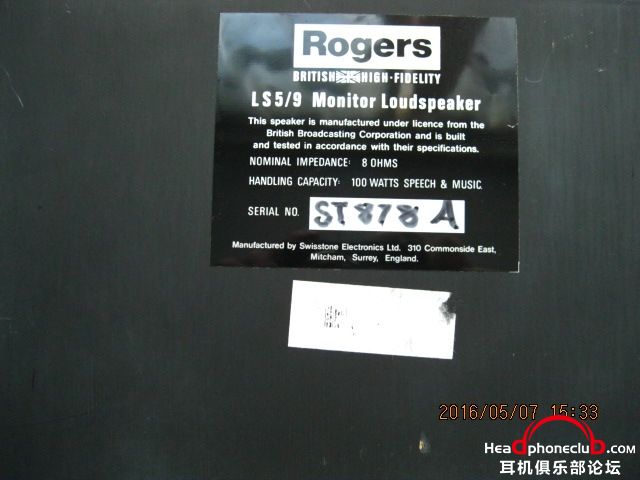 Rogers
BRITISH HIGH·FIDELITY
LS5/9 Monitor Loudspeaker
This speaker is manufactured under licence from the
British Broadcasting Corporation and is built
and tested in accordance with their specifications.
NOMINAL IMPEDANCE: 8 OHMS
HANDLING CAPACITY: 100 WATTS SPEECH & MUSIC.
SERIAL NO. ST878A
Manufactured by Swisstone Electronics Ltd. 310 Commonside East,
Mitcham, Surrey, England.
2016/05/07 15:33
Headphoneclub.com
耳机俱乐部论坛